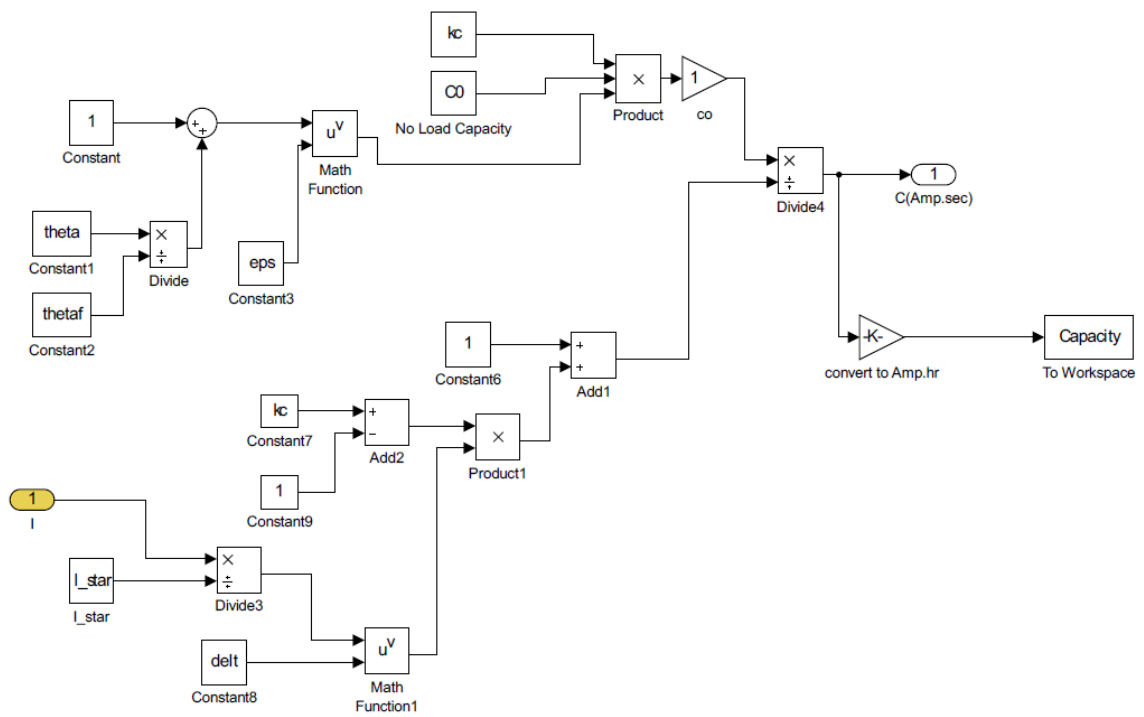 kc
C0
No Load Capacity
×
Product
1
co
1
Constant
+
+
u^v
Math
Function
theta
Constant1
thetaf
Constant2
×
÷
Divide
eps
Constant3
×
÷
Divide4
1
C(Amp.sec)
-K-
convert to Amp.hr
Capacity
To Workspace
1
Constant6
+
+
Add1
kc
Constant7
+
−
Add2
1
Constant9
×
Product1
1
I
I_star
I_star
×
÷
Divide3
delt
Constant8
u^v
Math
Function1